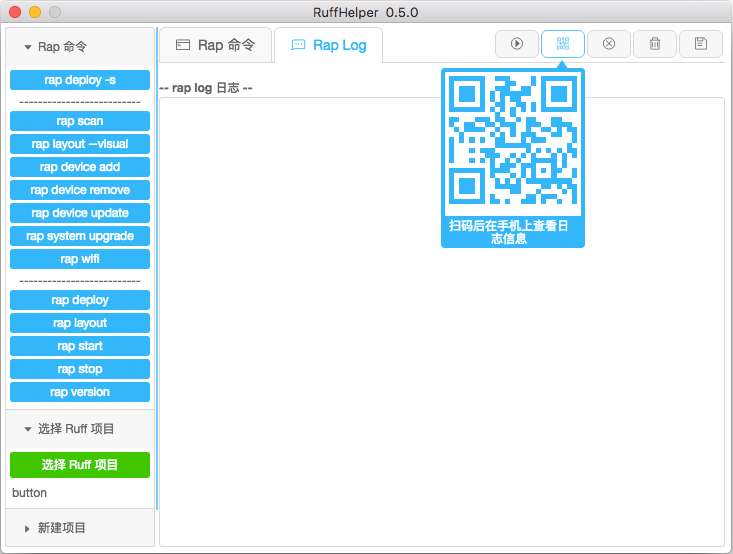 RuffHelper 0.5.0
Rap 命令
rap deploy -s
--------------------------
rap scan
rap layout --visual
rap device add
rap device remove
rap device update
rap system upgrade
rap wifi
--------------------------
rap deploy
rap layout
rap start
rap stop
rap version
选择 Ruff 项目
选择 Ruff 项目
button
新建项目
Rap 命令
Rap Log
-- rap log 日志 --
扫码后在手机上查看日
志信息